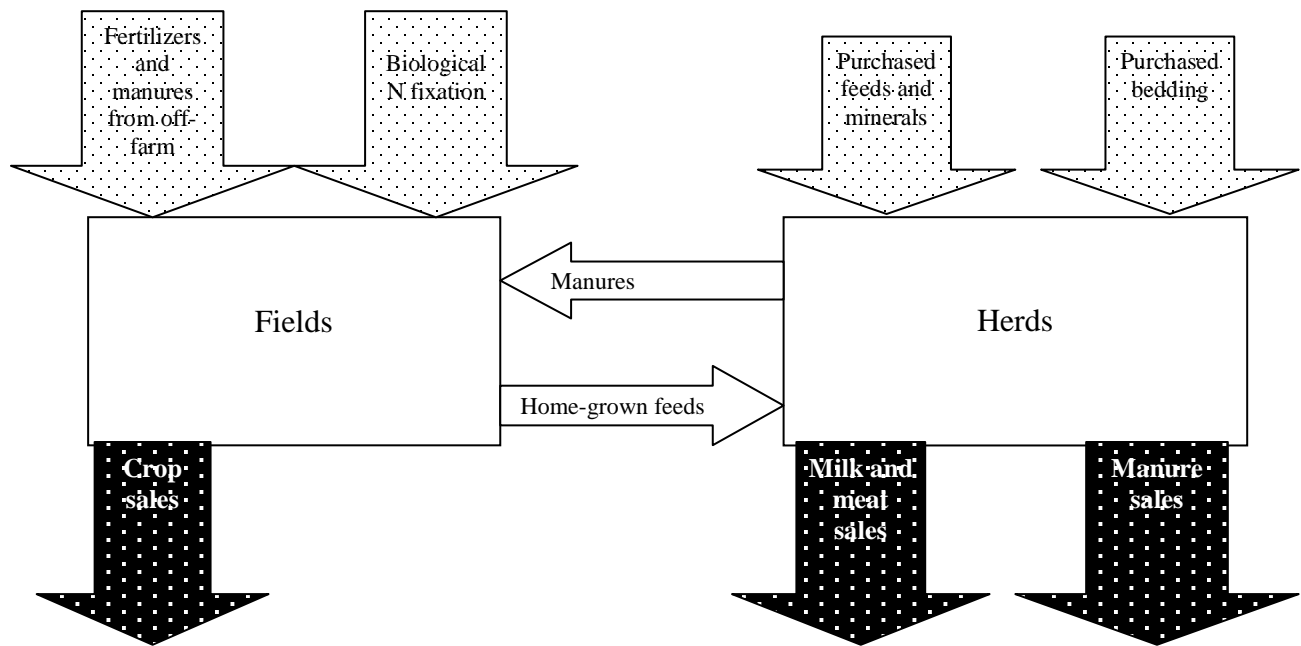 Fertilizers
and
manures
from off-
farm
Biological
N fixation
Purchased
feeds and
minerals
Purchased
bedding
Manures
Fields
Herds
Home-grown feeds
Crop
sales
Milk and
meat
sales
Manure
sales